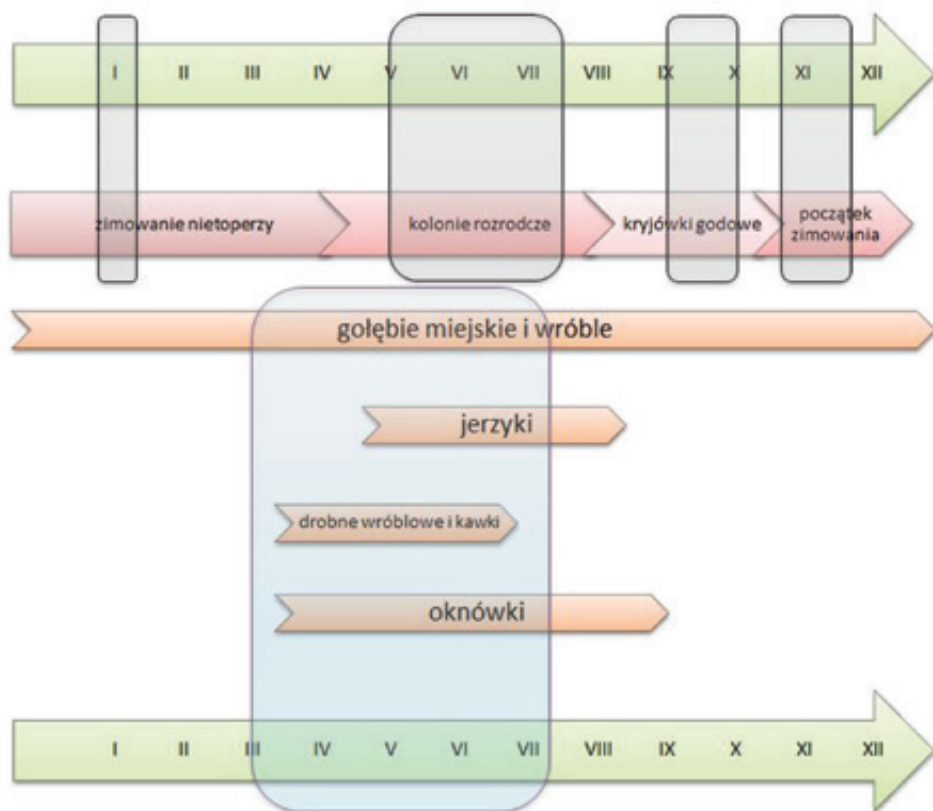 I II III IV V VI VII VIII IX X XI XII
zimowanie nietoperzy
kolonie rozrodcze
kryjówki godowe
początek
zimowania
gołębie miejskie i wróble
jerzyki
drobne wróblowe i kawki
oknówki
I II III IV V VI VII VIII IX X XI XII